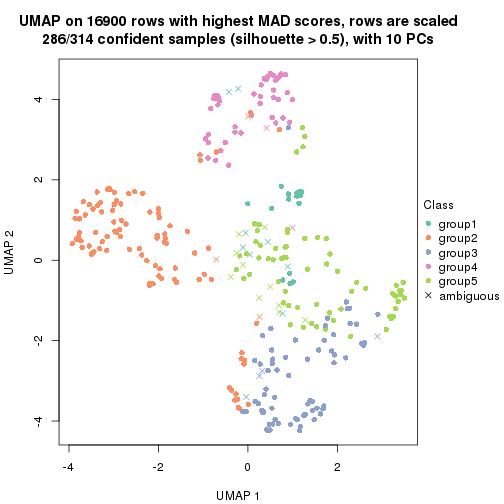 UMAP on 16900 rows with highest MAD scores, rows are scaled
286/314 confident samples (silhouette > 0.5), with 10 PCs
4
2
0
-2
-4
UMAP 2
-4
-2
0
2
UMAP 1
Class
group1
group2
group3
group4
group5
ambiguous